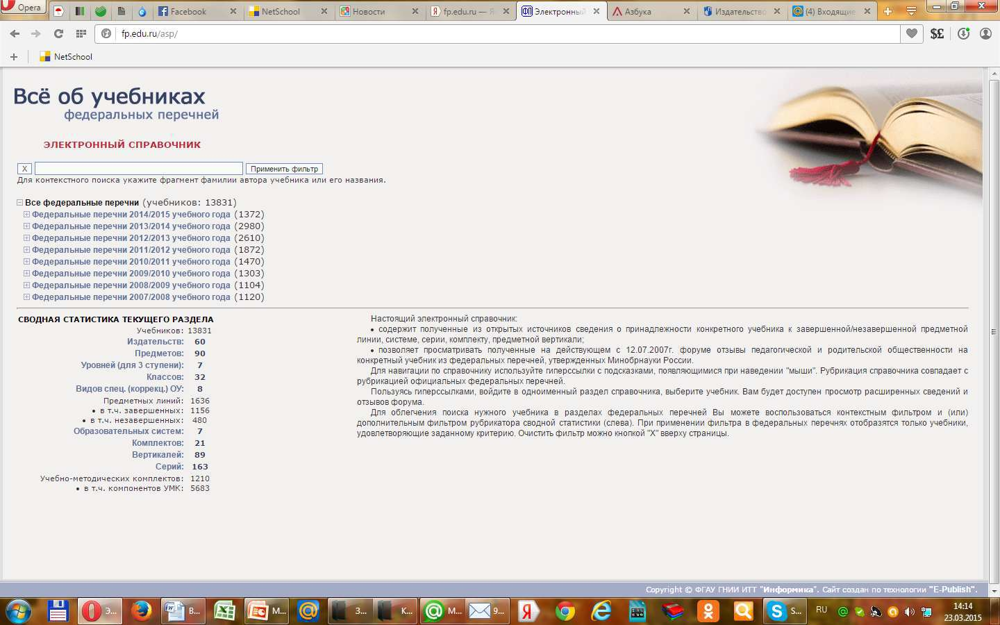 Opera
Facebook
NetSchool
Новости
fp.edu.ru —
Электронный
Азбука
Издательство
(4) Входящие
fp.edu.ru/asp/
$£
NetSchool
Всё об учебниках
федеральных перечней
ЭЛЕКТРОННЫЙ СПРАВОЧНИК
X
Применить фильтр
Для контекстного поиска укажите фрагмент фамилии автора учебника или его названия.
Все федеральные перечни (учебников: 13831)
Федеральные перечни 2014/2015 учебного года (1372)
Федеральные перечни 2013/2014 учебного года (2980)
Федеральные перечни 2012/2013 учебного года (2610)
Федеральные перечни 2011/2012 учебного года (1872)
Федеральные перечни 2010/2011 учебного года (1470)
Федеральные перечни 2009/2010 учебного года (1303)
Федеральные перечни 2008/2009 учебного года (1104)
Федеральные перечни 2007/2008 учебного года (1120)
СВОДНАЯ СТАТИСТИКА ТЕКУЩЕГО РАЗДЕЛА
Учебников: 13831
Издательств: 60
Предметов: 90
Уровней (для 3 ступени): 7
Классов: 32
Видов спец. (коррекц.) ОУ: 8
Предметных линий: 1636
• в т.ч. завершенных: 1156
• в т.ч. незавершенных: 480
Образовательных систем: 7
Комплектов: 21
Вертикалей: 89
Серий: 163
Учебно-методических комплектов: 1210
• в т.ч. компонентов УМК: 5683
Настоящий электронный справочник:
• содержит полученные из открытых источников сведения о принадлежности конкретного учебника к завершенной/незавершенной предметной
линии, системе, серии, комплекту, предметной вертикали;
• позволяет просматривать полученные на действующем с 12.07.2007г. форуме отзывы педагогической и родительской общественности на
конкретный учебник из федеральных перечней, утвержденных Минобрнауки России.
Для навигации по справочнику используйте гиперссылки с подсказками, появляющимися при наведении "мыши". Рубрикация справочника совпадает с
рубрикацией официальных федеральных перечней.
Пользуясь гиперссылками, войдите в одноименный раздел справочника, выберите учебник. Вам будет доступен просмотр расширенных сведений и
отзывов форума.
Для облегчения поиска нужного учебника в разделах федеральных перечней Вы можете воспользоваться контекстным фильтром и (или)
дополнительным фильтром рубрикатора сводной статистики (слева). При применении фильтра в федеральных перечнях отобразятся только учебники,
удовлетворяющие заданному критерию. Очистить фильтр можно кнопкой "X" вверху страницы.
Copyright © ФГАУ ГНИИ ИТТ "Информика". Сайт создан по технологии "E-Publish".
Э...
В...
М...
З...
К...
М...
9...
S...
RU
14:14
23.03.2015